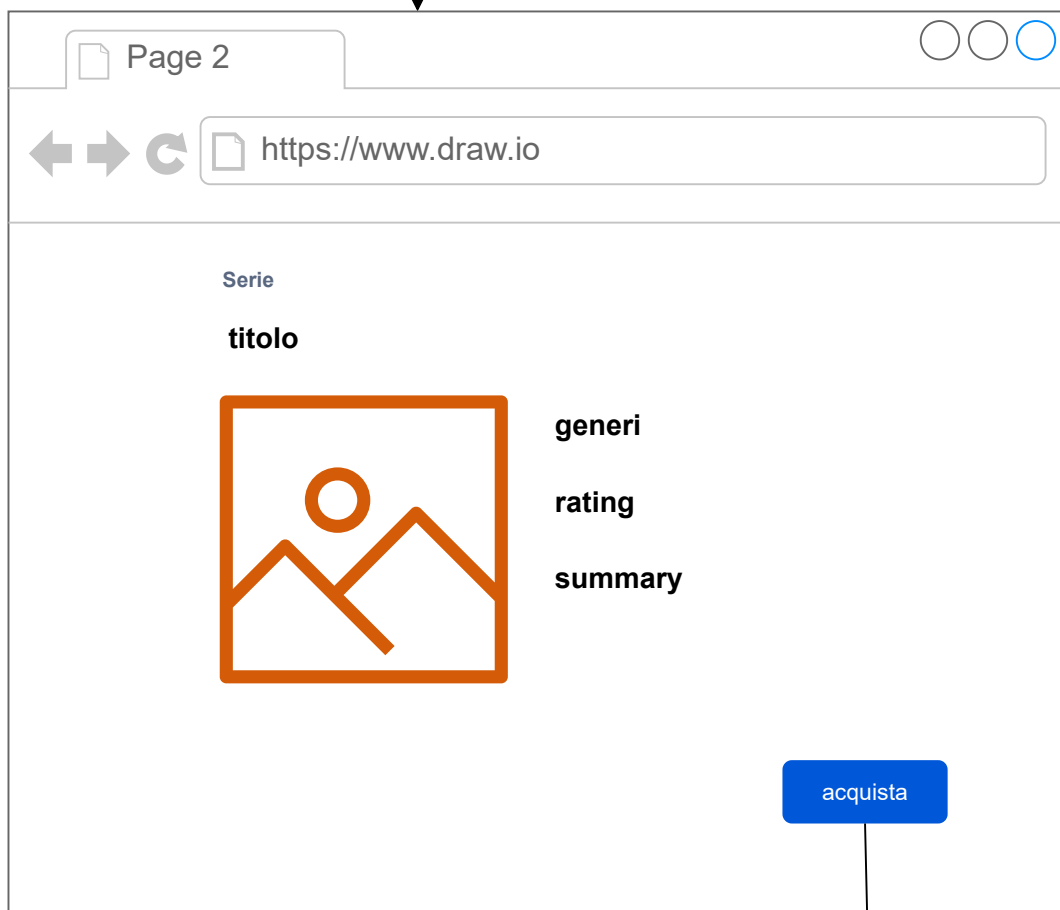 Page 2
https://www.draw.io
Serie
titolo
generi
rating
summary
acquista